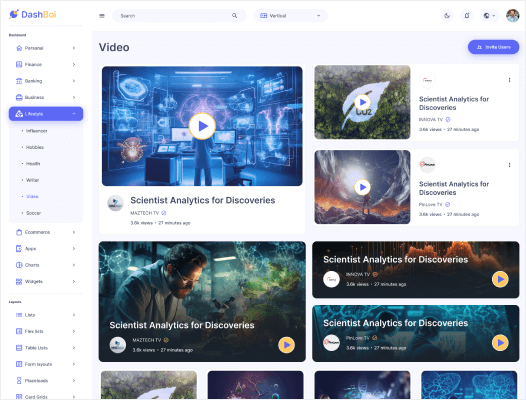 DashBoi
Search
Vertical
Dashboard
Personal
Finance
Banking
Business
Lifestyle
Influencer
Hobbies
Health
Writer
Video
Soccer
Ecommerce
Apps
Charts
Widgets
Layouts
Lists
Flex lists
Table Lists
Form layouts
Placeloads
Card Grids
Video
Invite Users
Scientist Analytics for Discoveries
MAZTECH TV
3.6k views • 27 minutes ago
Scientist Analytics for
Discoveries
INNOVA TV
3.6k views • 27 minutes ago
Scientist Analytics for
Discoveries
PinLove TV
3.6k views • 27 minutes ago
Scientist Analytics for Discoveries
MAZTECH TV
3.6k views • 27 minutes ago
Scientist Analytics for Discoveries
INNOVA TV
3.6k views • 27 minutes ago
Scientist Analytics for Discoveries
PinLove TV
3.6k views • 27 minutes ago